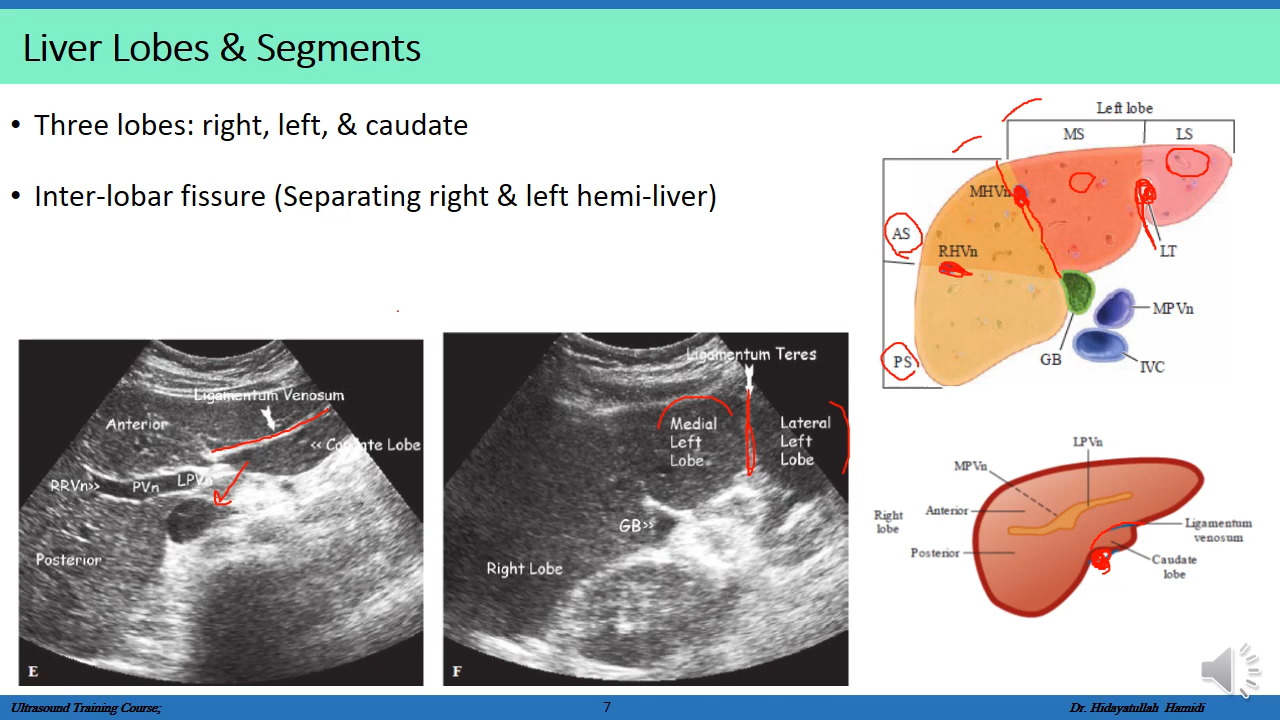 Liver Lobes & Segments
• Three lobes: right, left, & caudate
• Inter-lobar fissure (Separating right & left hemi-liver)
Left lobe
MS
LS
MHVn
AS
RHVn
LT
MPVn
PS
GB
IVC
Ligamentum Venosum
Anterior
<< Caudate Lobe
RRVn>>
PVn
LPVn
Posterior
E
Ligamentum Teres
Medial
Left
Lobe
Lateral
Left
Lobe
GB>>
Right Lobe
F
LPVn
MPVn
Right
lobe
Anterior
Posterior
Ligamentum
venosum
Caudate
lobe
Ultrasound Training Course;
7
Dr. Hidayatullah Hamidi